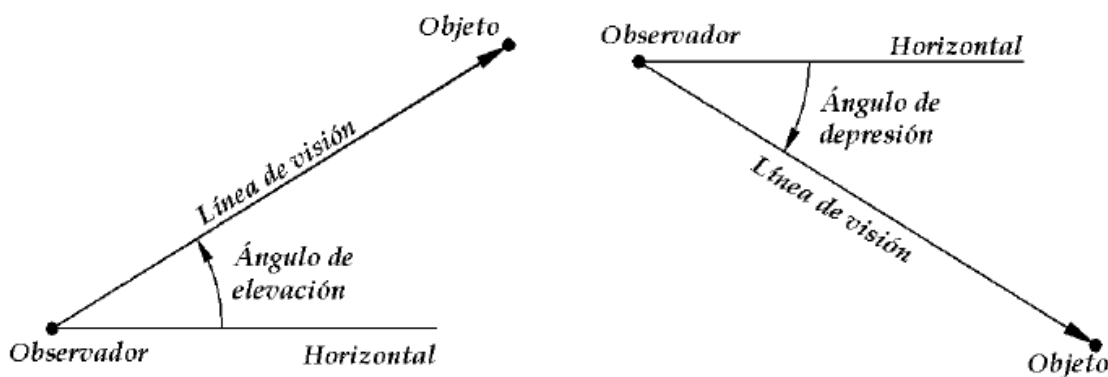 Objeto
Línea de visión
Ángulo de
elevación
Observador
Horizontal
Observador
Horizontal
Ángulo de
depresión
Línea de visión
Objeto